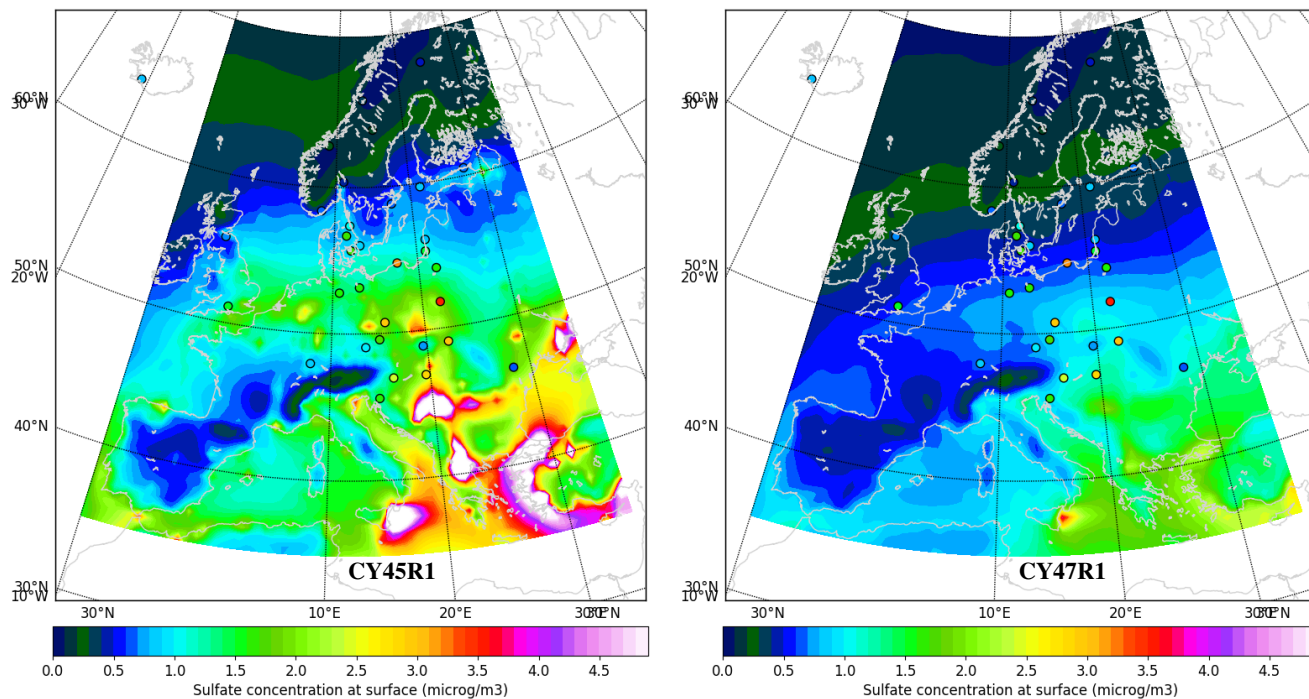 60°N
30°W
50°N
20°W
40°N
30°N
10°W
30°N
10°E
20°E
30°E
30°N
CY45R1
0.0 0.5 1.0 1.5 2.0 2.5 3.0 3.5 4.0 4.5
Sulfate concentration at surface (microg/m3)
60°N
30°W
50°N
20°W
40°N
30°N
10°W
30°N
10°E
20°E
30°E
30°N
CY47R1
0.0 0.5 1.0 1.5 2.0 2.5 3.0 3.5 4.0 4.5
Sulfate concentration at surface (microg/m3)